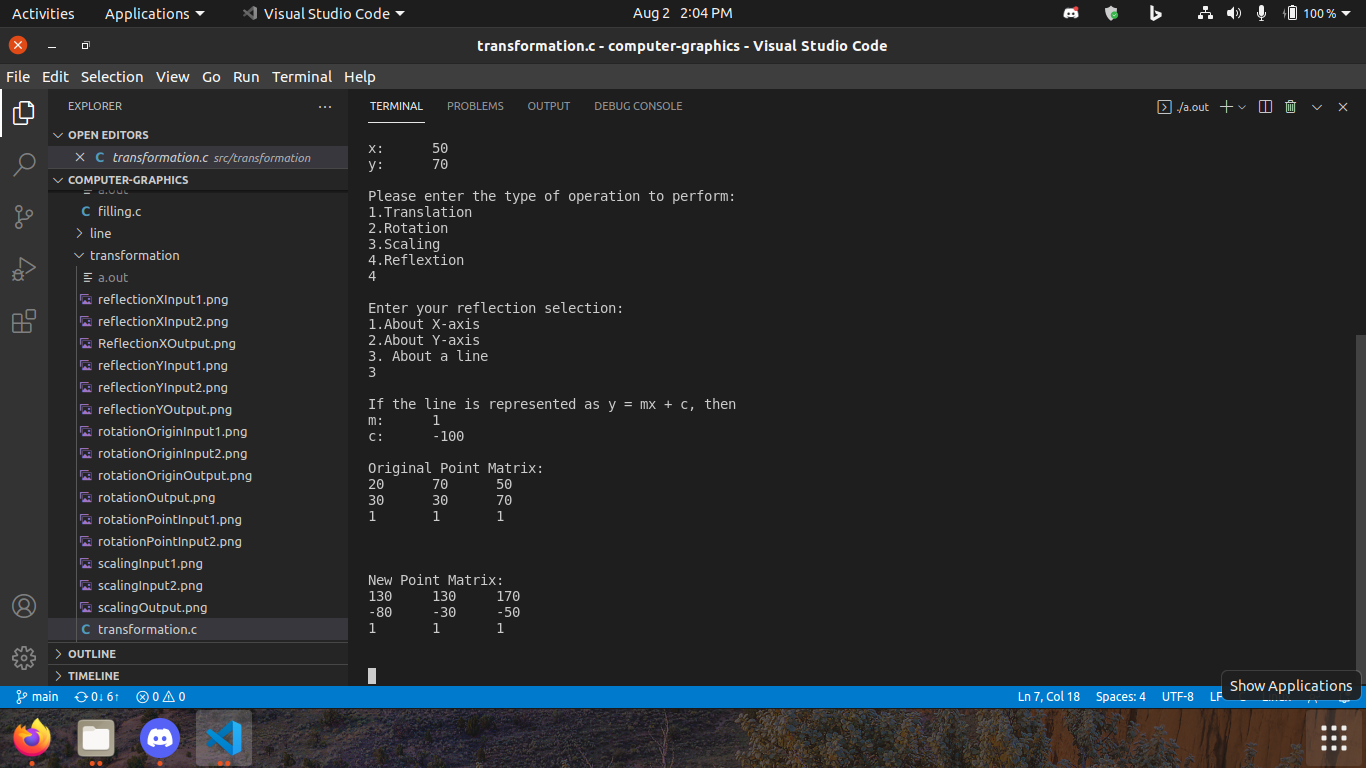 Activities Applications Visual Studio Code Aug 2 2:04 PM 100 %
transformation.c - computer-graphics - Visual Studio Code
File Edit Selection View Go Run Terminal Help
EXPLORER
OPEN EDITORS
transformation.c src/transformation
COMPUTER-GRAPHICS
a.out
C filling.c
line
transformation
a.out
reflectionXInput1.png
reflectionXInput2.png
ReflectionXOutput.png
reflectionYInput1.png
reflectionYInput2.png
reflectionYOutput.png
rotationOriginInput1.png
rotationOriginInput2.png
rotationOriginOutput.png
rotationOutput.png
rotationPointInput1.png
rotationPointInput2.png
scalingInput1.png
scalingInput2.png
scalingOutput.png
C transformation.c
OUTLINE
TIMELINE
TERMINAL PROBLEMS OUTPUT DEBUG CONSOLE ./a.out
x: 50
y: 70
Please enter the type of operation to perform:
1.Translation
2.Rotation
3.Scaling
4.Reflextion
4
Enter your reflection selection:
1.About X-axis
2.About Y-axis
3. About a line
3
If the line is represented as y = mx + c, then
m: 1
c: -100
Original Point Matrix:
20 70 50
30 30 70
1 1 1
New Point Matrix:
130 130 170
-80 -30 -50
1 1 1
Show Applications
main 0↓ 6↑ 0 0 Ln 7, Col 18 Spaces: 4 UTF-8 LF